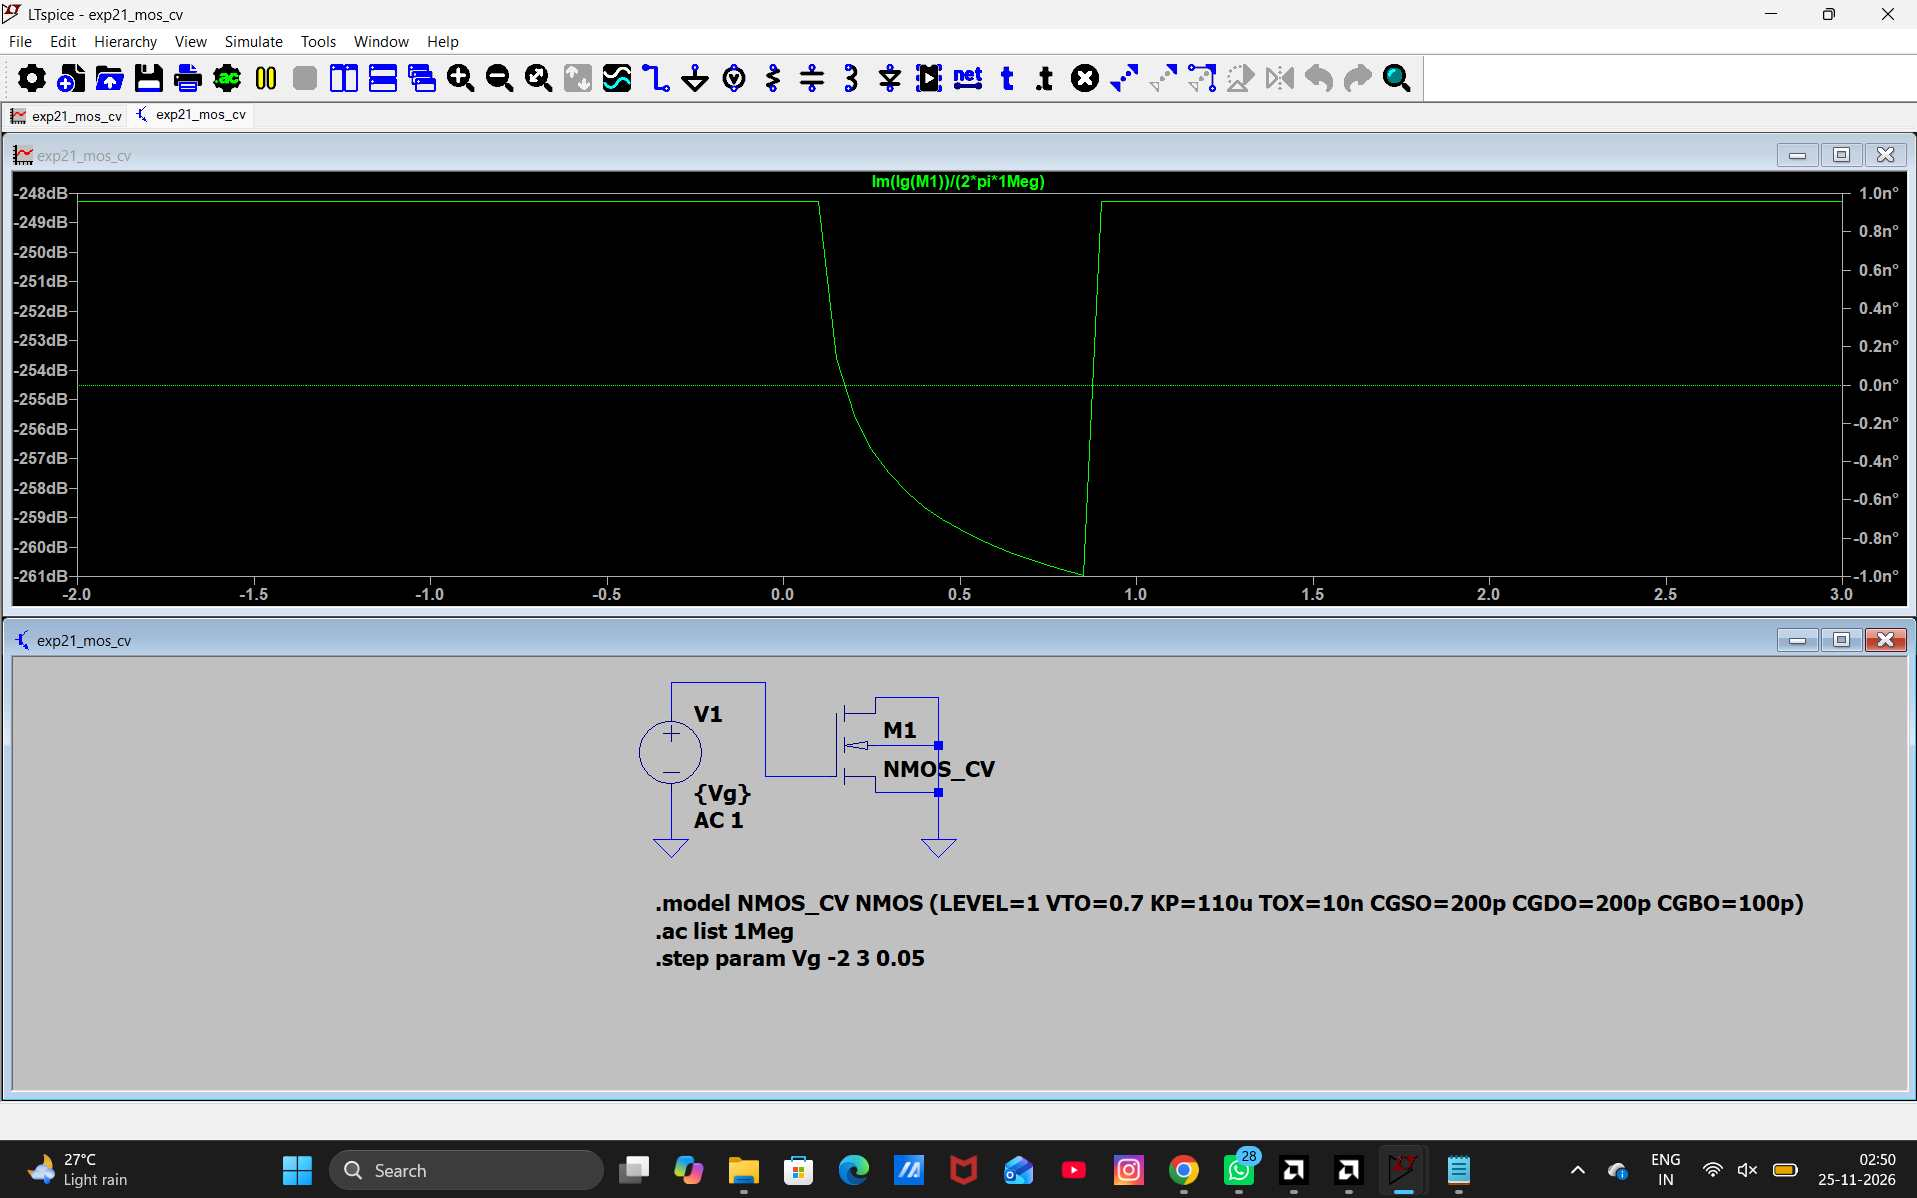 LTspice - exp21_mos_cv
File Edit Hierarchy View Simulate Tools Window Help
.ac net t .t
exp21_mos_cv exp21_mos_cv
exp21_mos_cv
Im(Ig(M1))/(2*pi*1Meg)
-248dB 1.0n°
-249dB 0.8n°
-250dB 0.6n°
-251dB 0.4n°
-252dB 0.2n°
-253dB 0.0n°
-254dB -0.2n°
-255dB -0.4n°
-256dB -0.6n°
-257dB -0.8n°
-258dB -1.0n°
-259dB
-260dB
-261dB
-2.0 -1.5 -1.0 -0.5 0.0 0.5 1.0 1.5 2.0 2.5 3.0
exp21_mos_cv
V1
M1
NMOS_CV
{Vg}
AC 1
.model NMOS_CV NMOS (LEVEL=1 VTO=0.7 KP=110u TOX=10n CGSO=200p CGDO=200p CGBO=100p)
.ac list 1Meg
.step param Vg -2 3 0.05
27°C
Light rain
Search
28
ENG
IN
02:50
25-11-2026